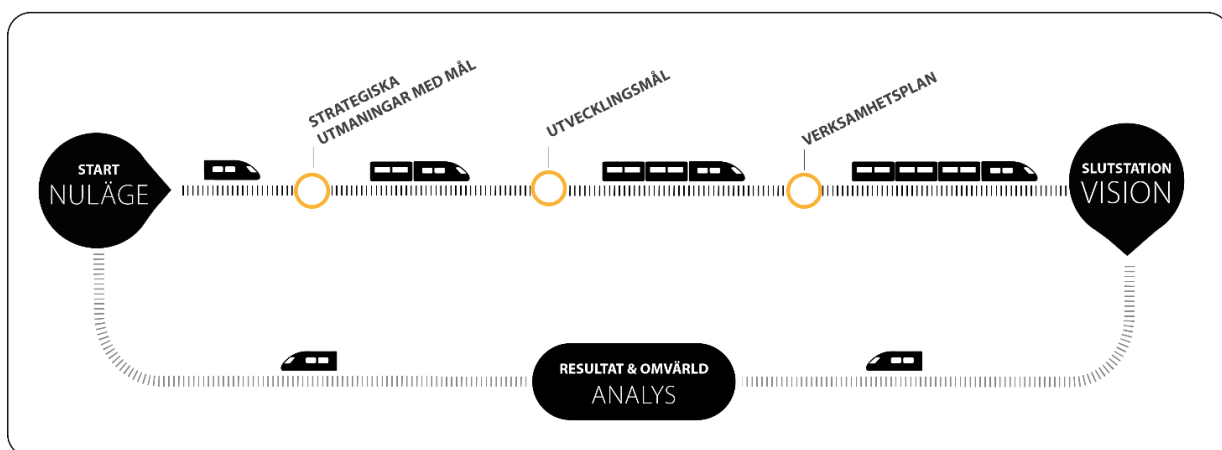 STRATEGISKA
UTMANINGAR MED MÅL
UTVECKLINGSMÅL
VERKSAMHETSPLAN
START
NULÄGE
SLUTSTATION
VISION
RESULTAT & OMVÄRLD
ANALYS